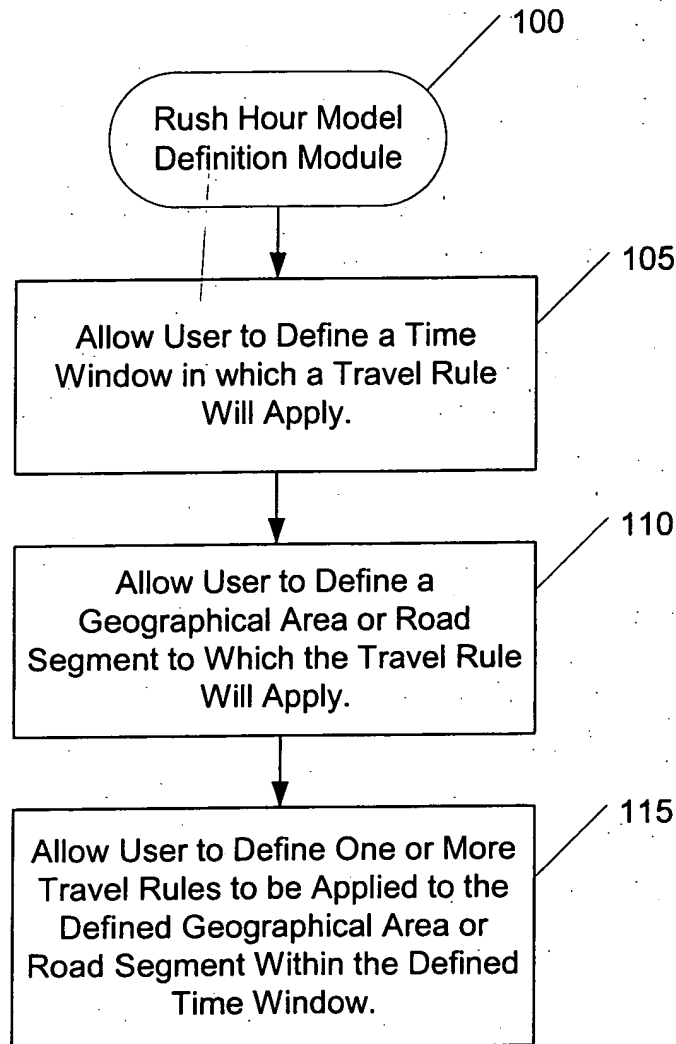 100
Rush Hour Model
Definition Module
105
Allow User to Define a Time
Window in which a Travel Rule
Will Apply.
110
Allow User to Define a
Geographical Area or Road
Segment to Which the Travel Rule
Will Apply.
115
Allow User to Define One or More
Travel Rules to be Applied to the
Defined Geographical Area or
Road Segment Within the Defined
Time Window.